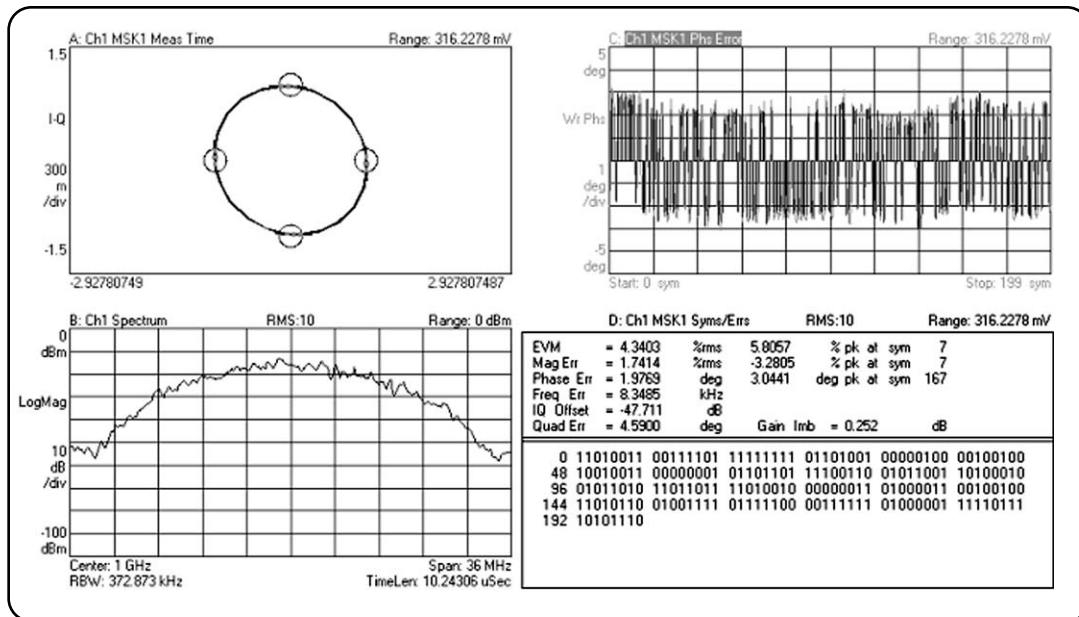 A: Ch1 MSK1 Meas Time Range: 316.2278 mV
1.5
I-Q
300
m
/div
-1.5
-2.92780749 2.927807487
C: Ch1 MSK1 Phs Error Range: 316.2278 mV
5
deg
Wr Phs
1
deg
/div
-5
deg
Start: 0 sym Stop: 199 sym
B: Ch1 Spectrum RMS:10 Range: 0 dBm
0
dBm
LogMag
10
dB
/div
-100
dBm
Center: 1 GHz Span: 36 MHz
RBW: 372.873 kHz TimeLen: 10.24306 uSec
D: Ch1 MSK1 Syms/Errs RMS:10 Range: 316.2278 mV
EVM = 4.3403 %rms 5.8057 % pk at sym 7
Mag Err = 1.7414 %rms -3.2805 % pk at sym 7
Phase Err = 1.9769 deg 3.0441 deg pk at sym 167
Freq Err = 8.3485 kHz
IQ Offset = -47.711 dB
Quad Err = 4.5900 deg Gain Imb = 0.252 dB
0 11010011 00111101 11111111 01101001 00000100 00100100
48 10010011 00000001 01101101 11100110 01011001 10100010
96 01011010 11011011 11010010 00000011 01000011 00100100
144 11010110 01001111 01111100 00111111 01000001 11110111
192 10101110